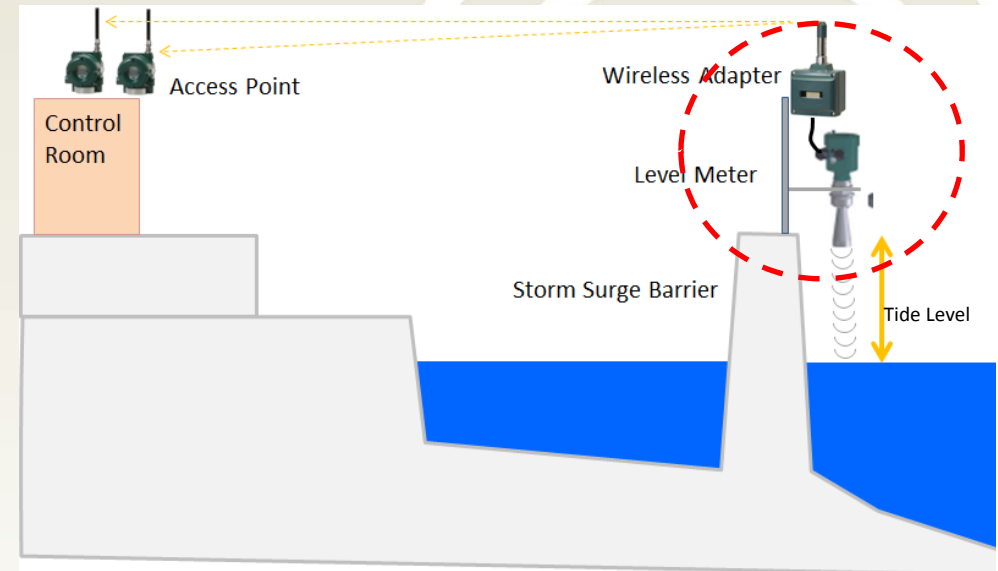 Wireless Adapter
Access Point
Control
Room
Level Meter
Storm Surge Barrier
Tide Level